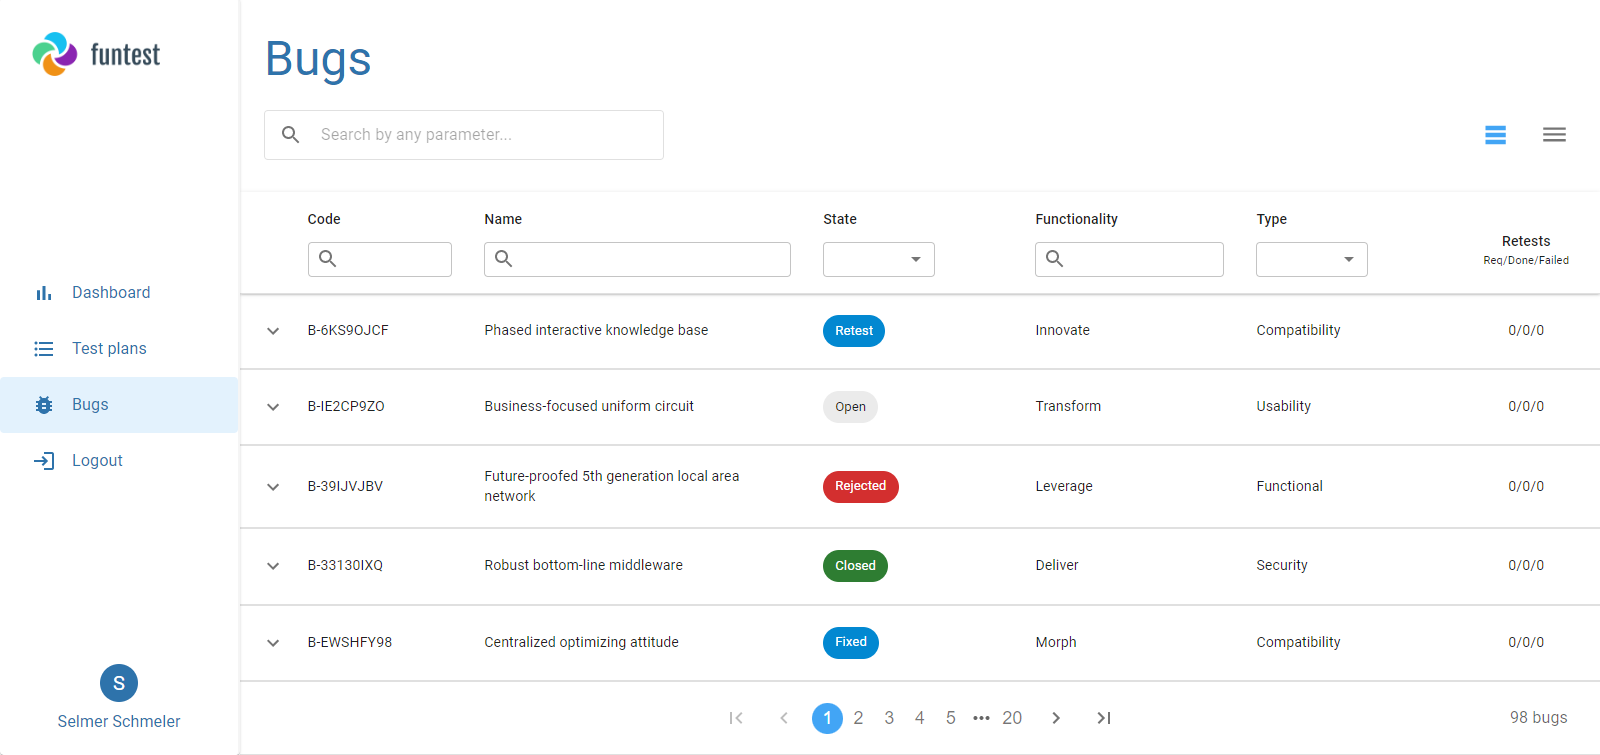 funtest
Bugs
Search by any parameter...
Code
Name
State
Functionality
Type
Retests
Req/Done/Failed
Dashboard
Test plans
Bugs
Logout
B-6KS9OJCF Phased interactive knowledge base Retest Innovate Compatibility 0/0/0
B-IE2CP9ZO Business-focused uniform circuit Open Transform Usability 0/0/0
B-39IJVJBV Future-proofed 5th generation local area network Rejected Leverage Functional 0/0/0
B-33130IXQ Robust bottom-line middleware Closed Deliver Security 0/0/0
B-EWSHFY98 Centralized optimizing attitude Fixed Morph Compatibility 0/0/0
S
Selmer Schmeler
1 2 3 4 5 ••• 20
98 bugs